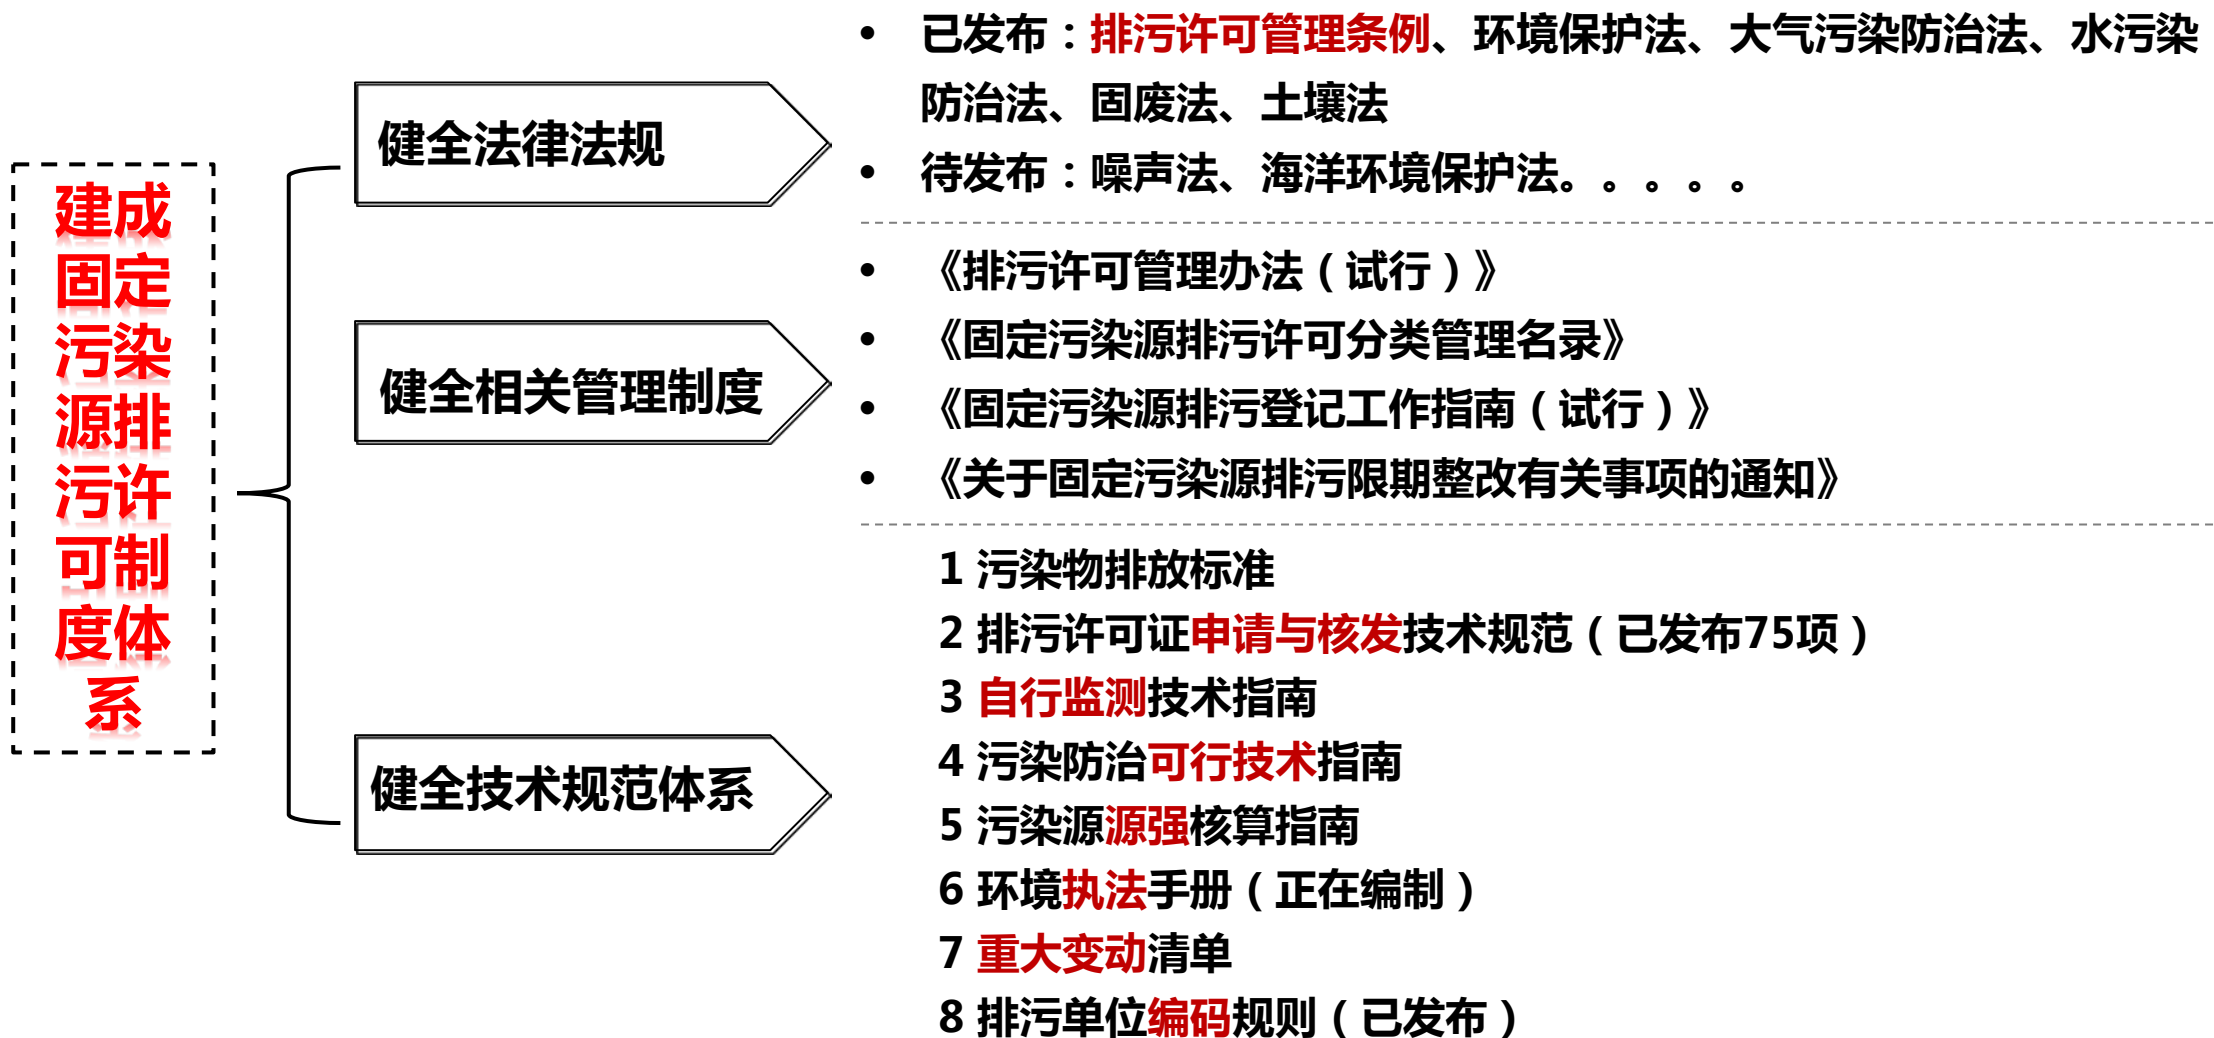 建成
固定
污染
源排
污许
可制
度体
系
健全法律法规
• 已发布：排污许可管理条例、环境保护法、大气污染防治法、水污染
防治法、固废法、土壤法
• 待发布：噪声法、海洋环境保护法。。。。。
健全相关管理制度
• 《排污许可管理办法（试行）》
• 《固定污染源排污许可分类管理名录》
• 《固定污染源排污登记工作指南（试行）》
• 《关于固定污染源排污限期整改有关事项的通知》
健全技术规范体系
1 污染物排放标准
2 排污许可证申请与核发技术规范（已发布75项）
3 自行监测技术指南
4 污染防治可行技术指南
5 污染源源强核算指南
6 环境执法手册（正在编制）
7 重大变动清单
8 排污单位编码规则（已发布）